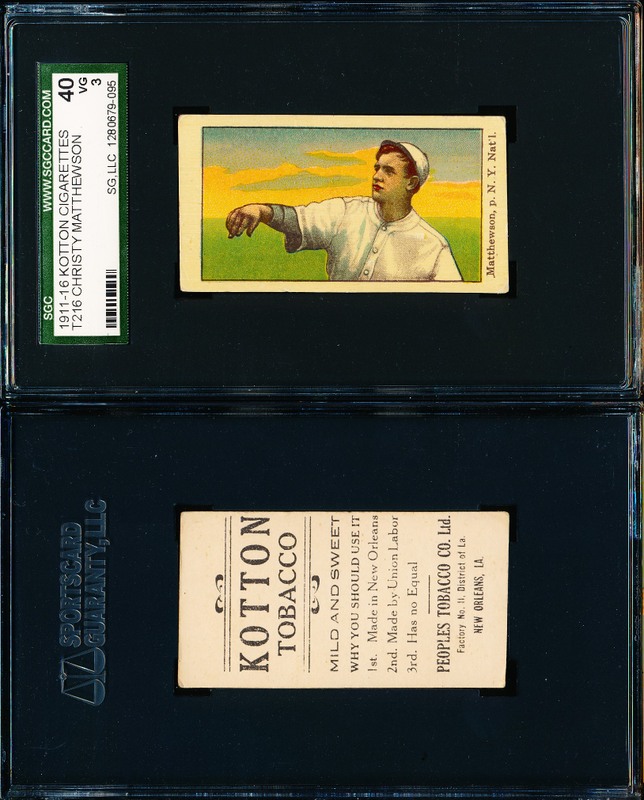 WWW.SGCCARD.COM
SGC
1911-16 KOTTON CIGARETTES
T216 CHRISTY MATTHEWSON
40
VG
3
SG,LLC 1280679-095
Matthewson, p. N. Y. Nat'l.
SPORTSCARD
GUARANTY, LLC
KOTTON
TOBACCO
MILD AND SWEET
WHY YOU SHOULD USE IT
1st. Made in New Orleans
2nd. Made by Union Labor
3rd. Has no Equal
PEOPLES TOBACCO CO. Ltd.
Factory No. 11, District of La.
NEW ORLEANS, LA.